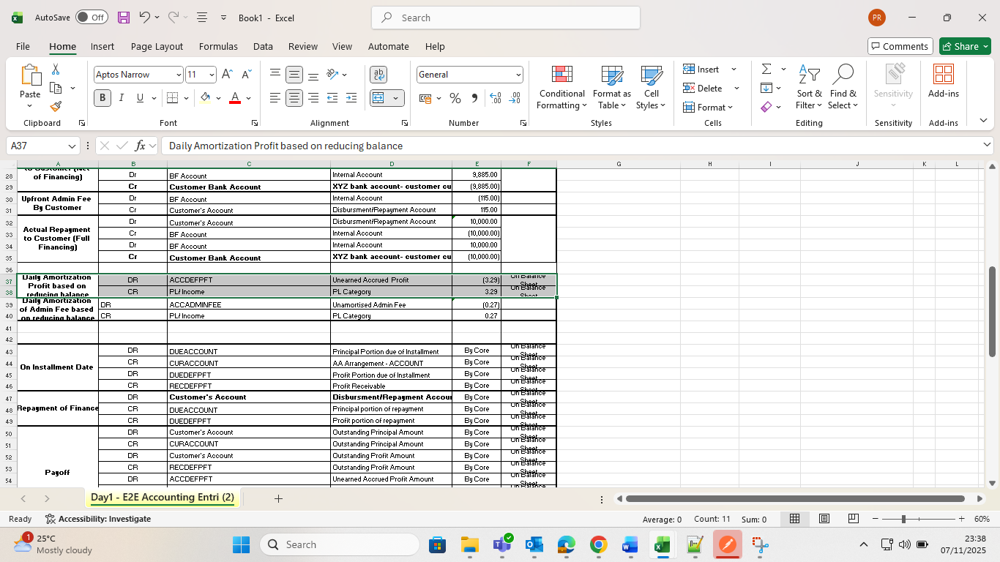 AutoSave Off Book1 - Excel Search PR
File Home Insert Page Layout Formulas Data Review View Automate Help Comments Share
Paste Aptos Narrow 11 General Conditional Formatting Format as Table Cell Styles Insert Delete Format Sort & Filter Find & Select Sensitivity Add-ins
Clipboard Font Alignment Number Styles Cells Editing Sensitivity Add-ins
A37 fx Daily Amortization Profit based on reducing balance
A B C D E F G H I J K L
28 of Financing) Dr BF Account Internal Account 9,885.00
29 Cr Customer Bank Account XYZ bank account- customer cu (9,885.00)
30 Upfront Admin Fee Dr BF Account Internal Account (115.00)
31 By Customer Cr Customer's Account Disbursment/Repayment Account 115.00
32 Dr Customer's Account Disbursment/Repayment Account 10,000.00
33 Actual Repayment to Customer (Full Financing) Cr BF Account Internal Account (10,000.00)
34 Dr BF Account Internal Account 10,000.00
35 Cr Customer Bank Account XYZ bank account- customer cu (10,000.00)
36
37 Daily Amortization Profit based on reducing balance DR ACCDEFPFT Unearned Accrued Profit (3.29) On Balance Sheet
38 CR PL/ Income PL Category 3.29 On Balance Sheet
39 Daily Amortization of Admin Fee based on reducing balance DR ACCADMINFEE Unamortised Admin Fee (0.27)
40 CR PL/ Income PL Category 0.27
41
42
43 DR DUEACCOUNT Principal Portion due of Installment By Core On Balance Sheet
44 On Installment Date CR CURACCOUNT AA Arrangement - ACCOUNT By Core On Balance Sheet
45 DR DUEDEFPFT Profit Portion due of Installment By Core On Balance Sheet
46 CR RECDEFPFT Profit Receivable By Core On Balance Sheet
47 DR Customer's Account Disbursment/Repayment Accou By Core On Balance Sheet
48 Repayment of Finance CR DUEACCOUNT Principal portion of repayment By Core On Balance Sheet
49 CR DUEDEFPFT Profit portion of repayment By Core On Balance Sheet
50 DR Customer's Account Outstanding Principal Amount By Core On Balance Sheet
51 CR CURACCOUNT Outstanding Principal Amount By Core On Balance Sheet
52 DR Customer's Account Outstanding Profit Amount By Core On Balance Sheet
53 Payoff CR RECDEFPFT Outstanding Profit Amount By Core On Balance Sheet
54 DR ACCDEFPFT Unearned Accrued Profit Amount By Core On Balance Sheet
Day1 - E2E Accounting Entri (2)
Ready Accessibility: Investigate Average: 0 Count: 11 Sum: 0 60%
1 25°C Mostly cloudy Search 23:38 07/11/2025